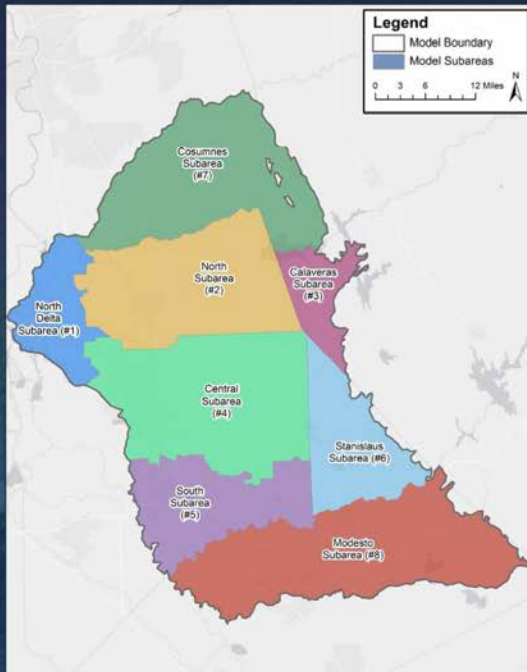 Legend
Model Boundary
Model Subareas
0 3 6 12 Miles
N
Cosumnes
Subarea
(#7)
North
Subarea
(#2)
Calaveras
Subarea
(#3)
North
Delta
Subarea (#1)
Central
Subarea
(#4)
Stanislaus
Subarea (#6)
South
Subarea
(#5)
Modesto
Subarea (#8)